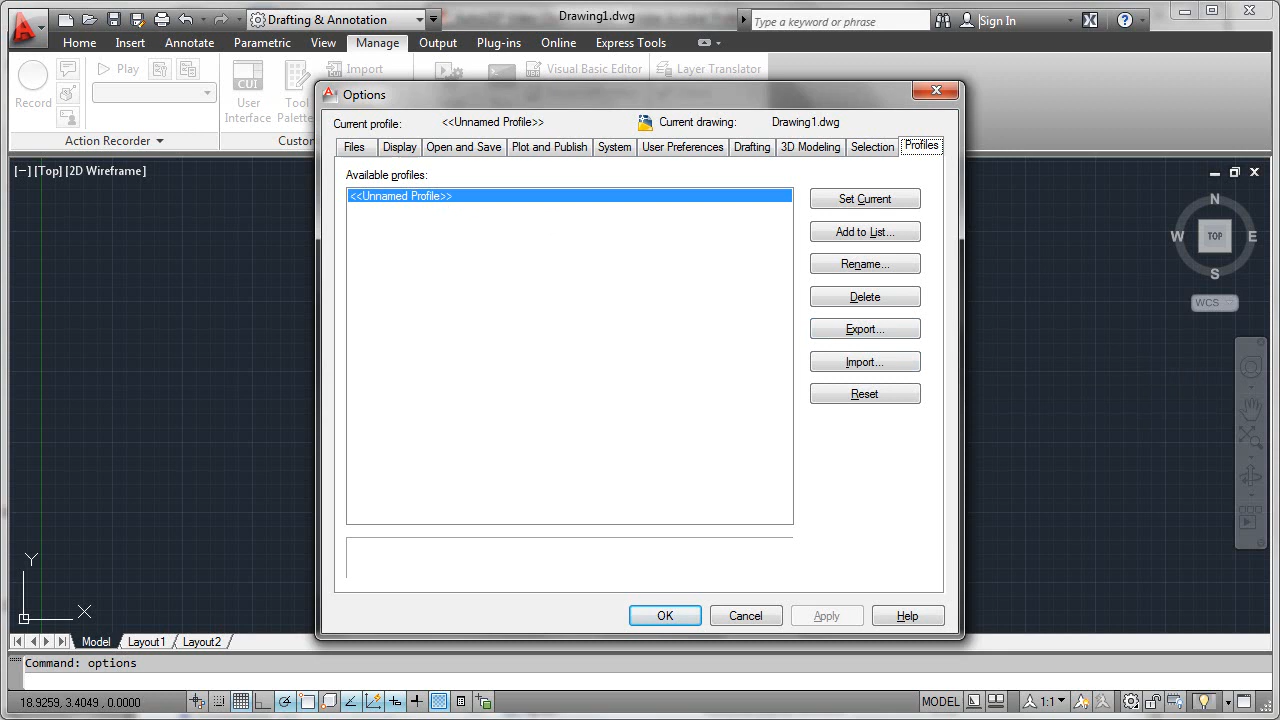 Drafting & Annotation
Drawing1.dwg
Type a keyword or phrase
Sign In
Home Insert Annotate Parametric View Manage Output Plug-ins Online Express Tools
Play
Import
Visual Basic Editor
Layer Translator
Record
CUI
User Interface
Tool Palette
Action Recorder
Custo
Options
Current profile: <<Unnamed Profile>> Current drawing: Drawing1.dwg
Files Display Open and Save Plot and Publish System User Preferences Drafting 3D Modeling Selection Profiles
[−] [Top] [2D Wireframe]
Available profiles:
<<Unnamed Profile>>
Set Current
Add to List...
Rename...
Delete
Export...
Import...
Reset
N
W TOP E
S
WCS
Y
X
OK Cancel Apply Help
Model Layout1 Layout2
Command: options
18.9259, 3.4049, 0.0000
MODEL
1:1